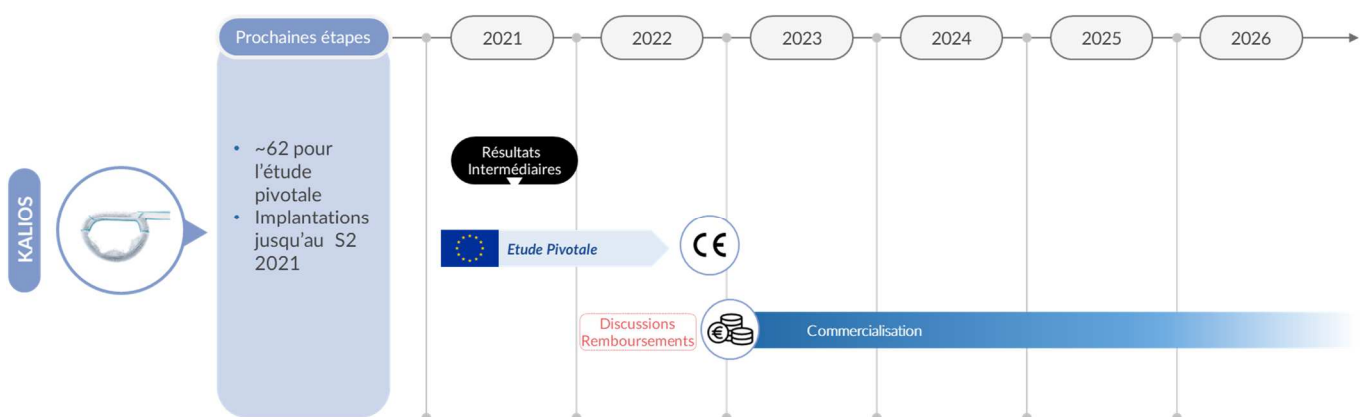 Prochaines étapes
2021
2022
2023
2024
2025
2026
KALIOS
• ~62 pour
l'étude
pivotale
• Implantations
jusqu'au S2
2021
Résultats
Intermédiaires
Etude Pivotale
CE
Discussions
Remboursements
€
Commercialisation